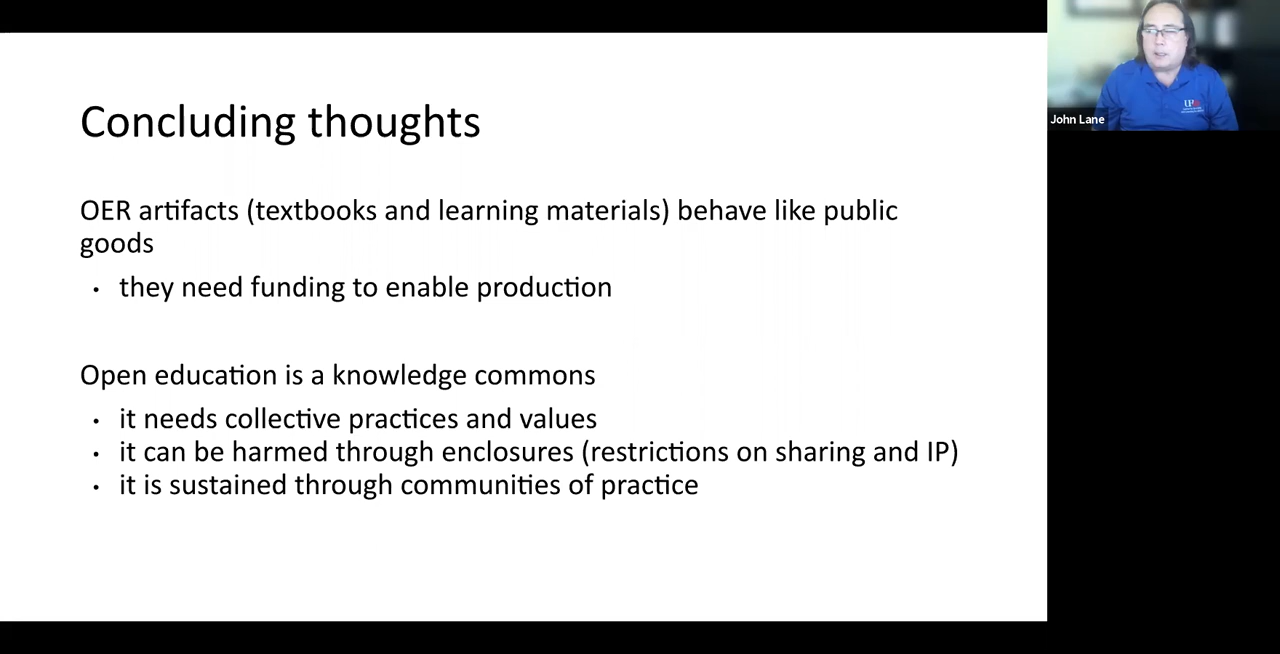 Concluding thoughts
OER artifacts (textbooks and learning materials) behave like public
goods
• they need funding to enable production
Open education is a knowledge commons
• it needs collective practices and values
• it can be harmed through enclosures (restrictions on sharing and IP)
• it is sustained through communities of practice
John Lane